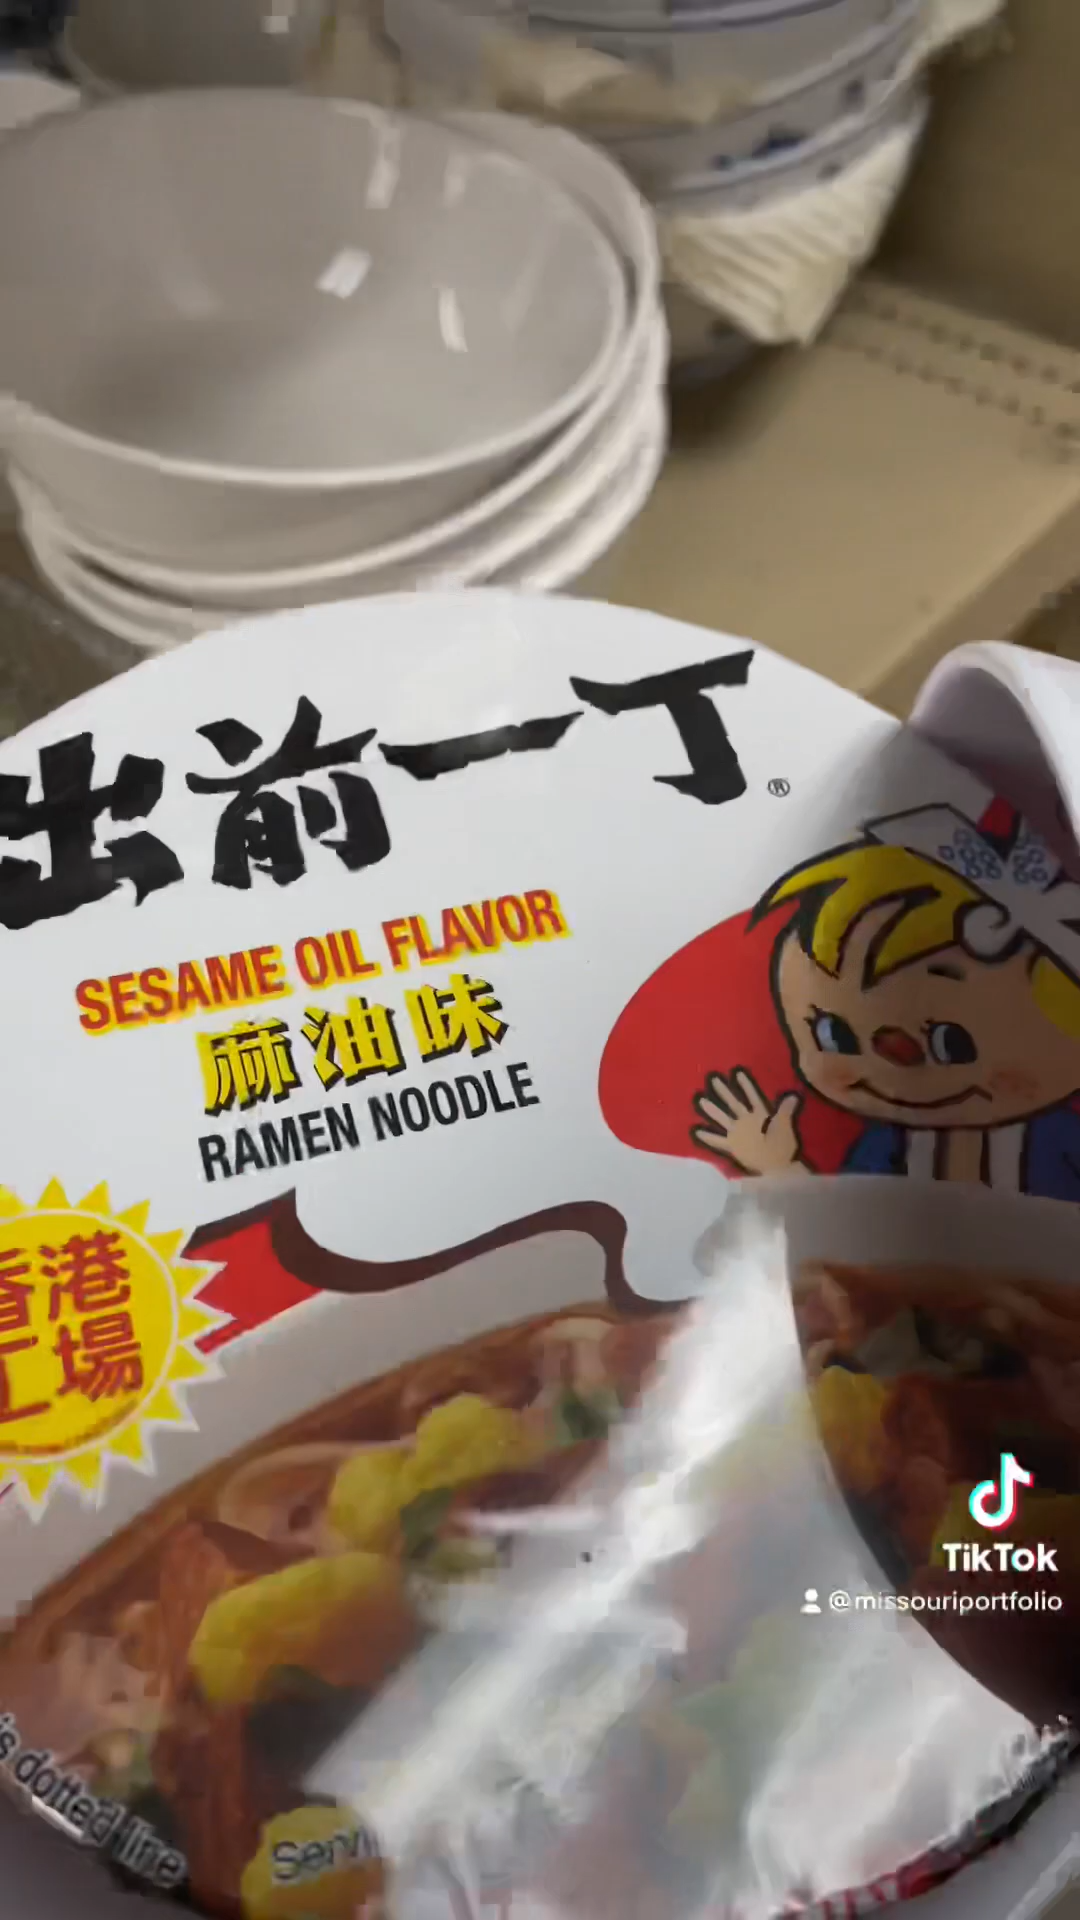 出前一丁®
SESAME OIL FLAVOR
麻油味
RAMEN NOODLE
香港
工場
dotted line
TikTok
@missouriportfolio